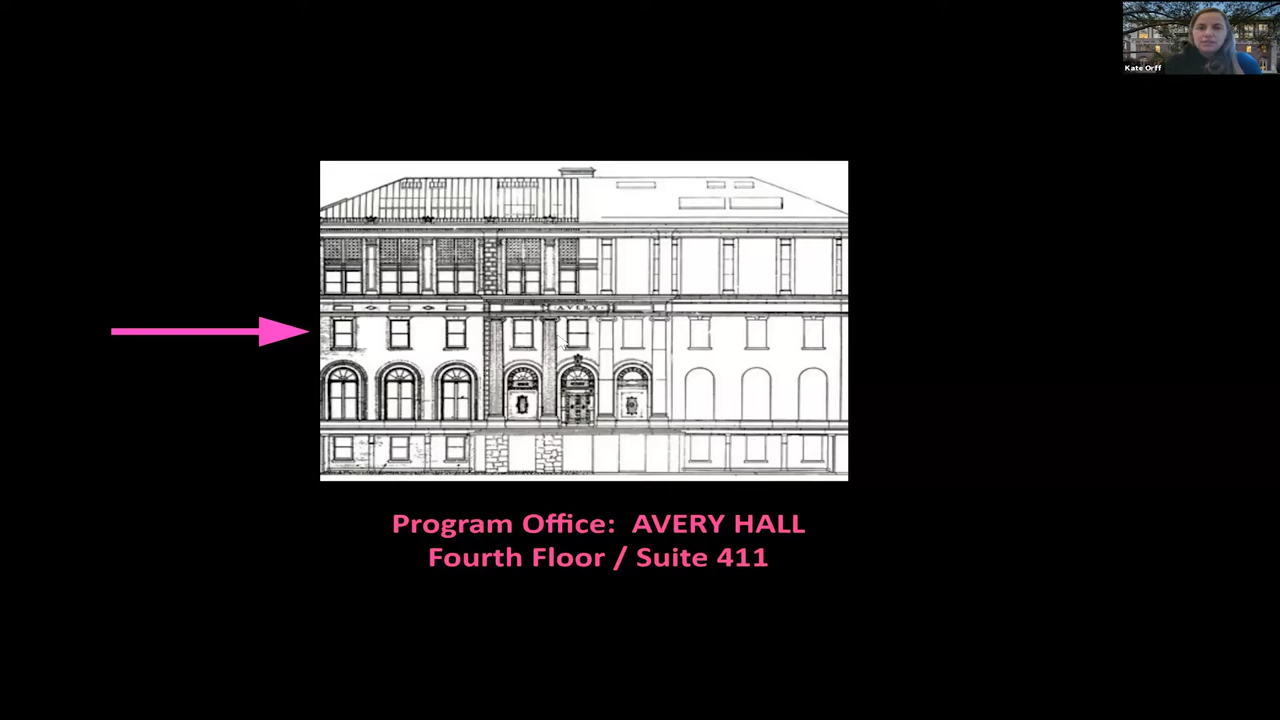 Kate Orff
AVERY
Program Office:  AVERY HALL
Fourth Floor / Suite 411